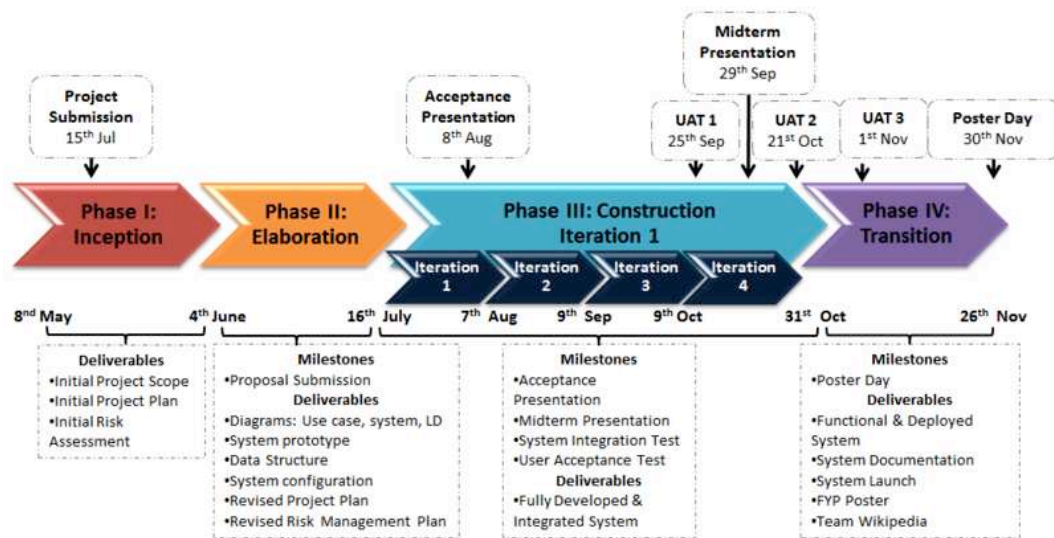 Midterm
Presentation
29th Sep
Project
Submission
15th Jul
Acceptance
Presentation
8th Aug
UAT 1
25th Sep
UAT 2
21st Oct
UAT 3
1st Nov
Poster Day
30th Nov
Phase I:
Inception
Phase II:
Elaboration
Phase III: Construction
Iteration 1
Phase IV:
Transition
Iteration
1
Iteration
2
Iteration
3
Iteration
4
8nd May
4th June
16th July
7th Aug
9th Sep
9th Oct
31st Oct
26th Nov
Deliverables
•Initial Project Scope
•Initial Project Plan
•Initial Risk
Assessment
Milestones
•Proposal Submission
Deliverables
•Diagrams: Use case, system, LD
•System prototype
•Data Structure
•System configuration
•Revised Project Plan
•Revised Risk Management Plan
Milestones
•Acceptance
Presentation
•Midterm Presentation
•System Integration Test
•User Acceptance Test
Deliverables
•Fully Developed &
Integrated System
Milestones
•Poster Day
Deliverables
•Functional & Deployed
System
•System Documentation
•System Launch
•FYP Poster
•Team Wikipedia